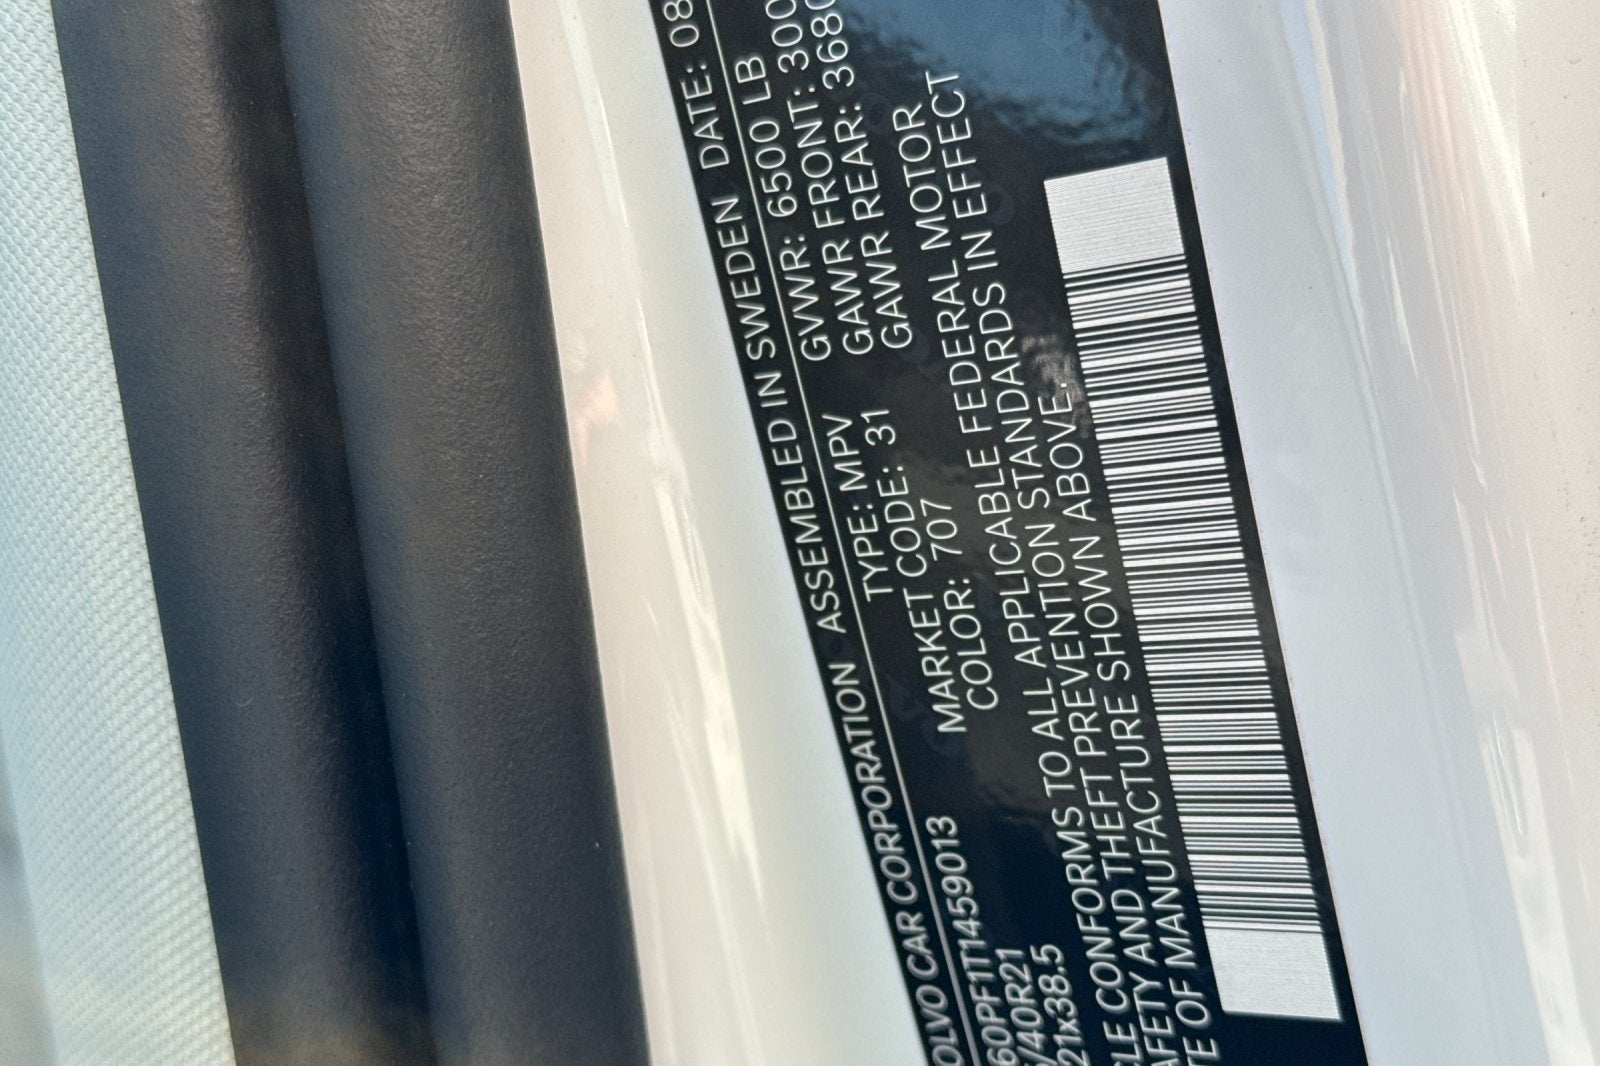 OLVO CAR CORPORATION ASSEMBLED IN SWEDEN DATE: 08
60PF1T1459013 TYPE: MPV GVWR: 6500 LB
/40R21 MARKET CODE: 31 GAWR FRONT: 300
21x38.5 COLOR: 707 GAWR REAR: 368
CLE CONFORMS TO ALL APPLICABLE FEDERAL MOTOR
AFETY AND THEFT PREVENTION STANDARDS IN EFFECT
TE OF MANUFACTURE SHOWN ABOVE.